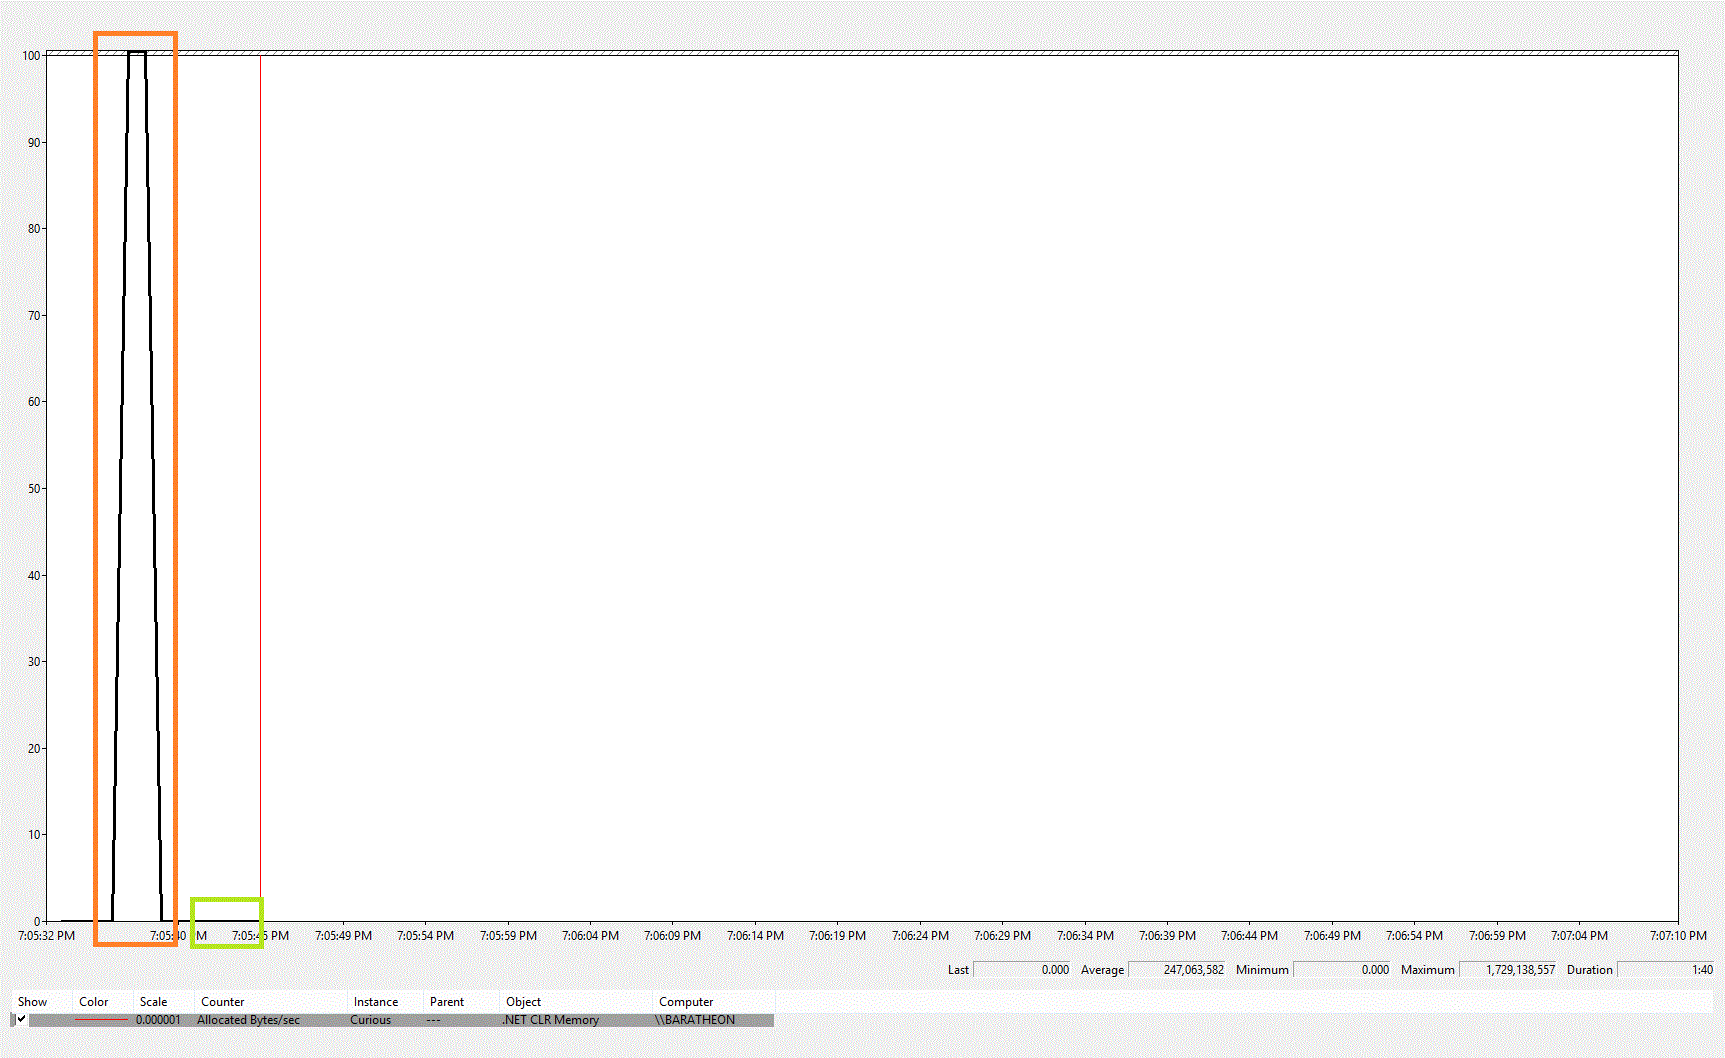 100
90
80
70
60
50
40
30
20
10
0
7:05:32 PM 7:05:40 PM 7:05:45 PM 7:05:49 PM 7:05:54 PM 7:05:59 PM 7:06:04 PM 7:06:09 PM 7:06:14 PM 7:06:19 PM 7:06:24 PM 7:06:29 PM 7:06:34 PM 7:06:39 PM 7:06:44 PM 7:06:49 PM 7:06:54 PM 7:06:59 PM 7:07:04 PM 7:07:10 PM
Last 0.000 Average 247,063,582 Minimum 0.000 Maximum 1,729,138,557 Duration 1:40
Show Color Scale Counter Instance Parent Object Computer
0.000001 Allocated Bytes/sec Curious --- .NET CLR Memory \\BARATHEON